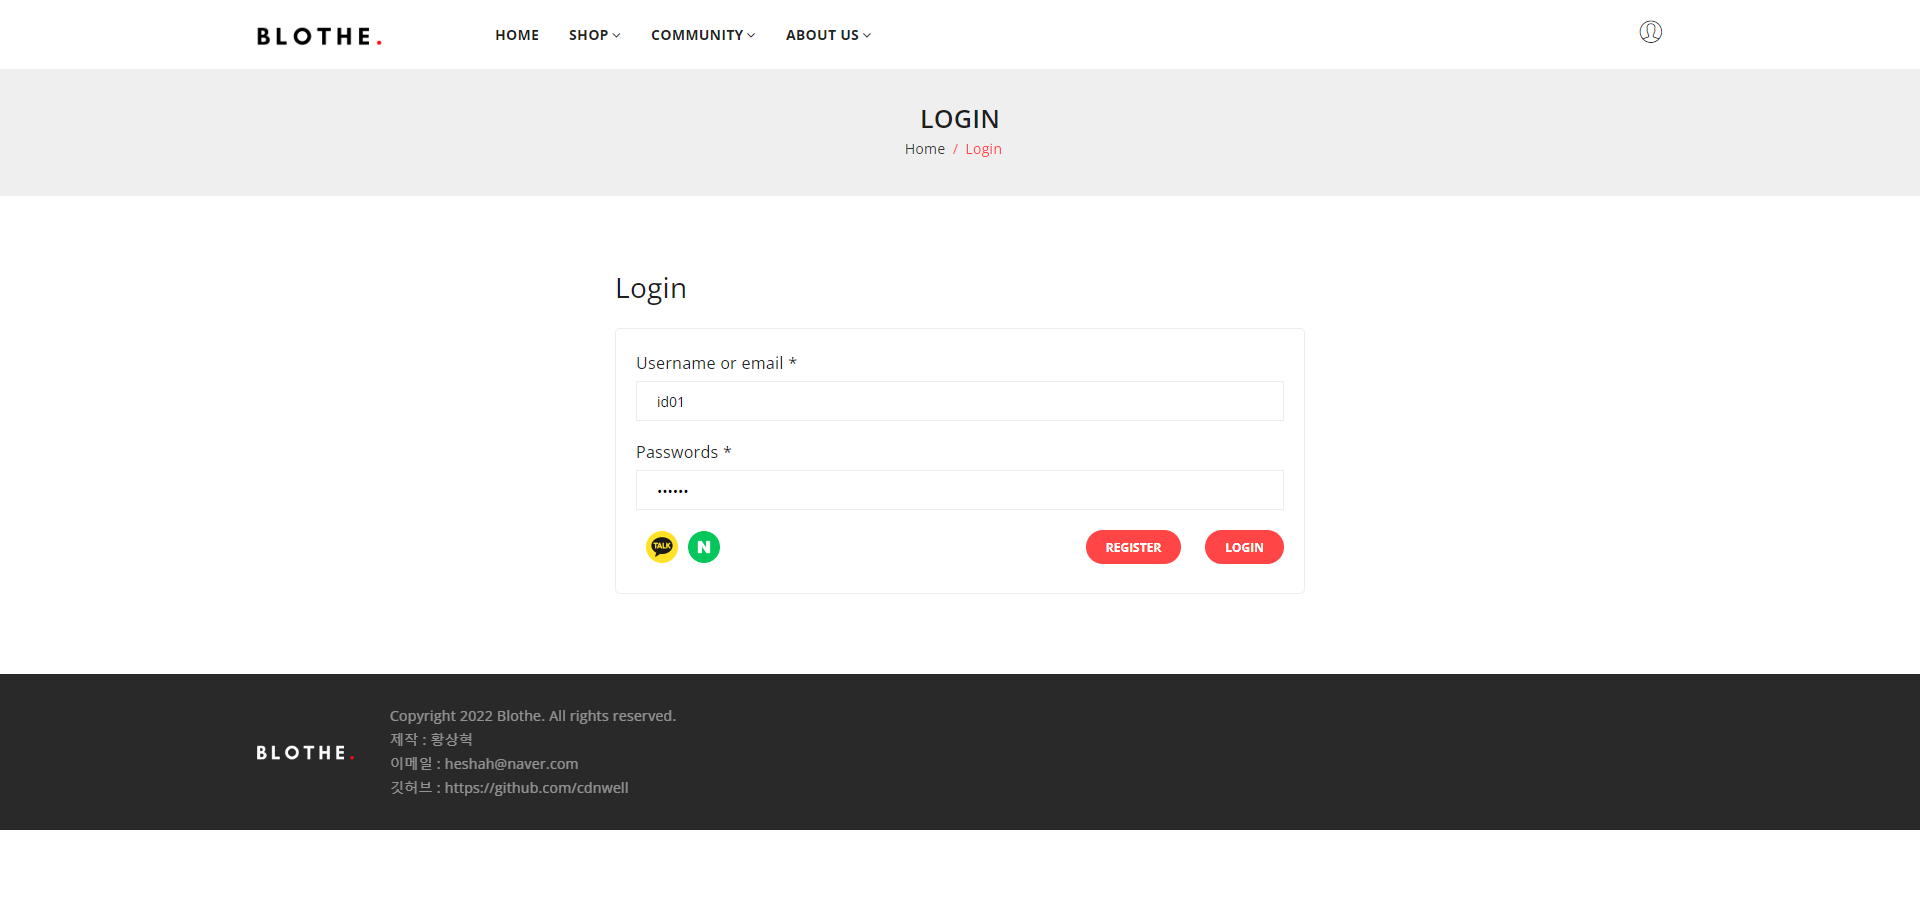 BLOTHE.
HOME SHOP COMMUNITY ABOUT US
LOGIN
Home / Login
Login
Username or email *
id01
Passwords *
••••••
TALK N REGISTER LOGIN
BLOTHE.
Copyright 2022 Blothe. All rights reserved.
제작 : 황상혁
이메일 : heshah@naver.com
깃허브 : https://github.com/cdnwell